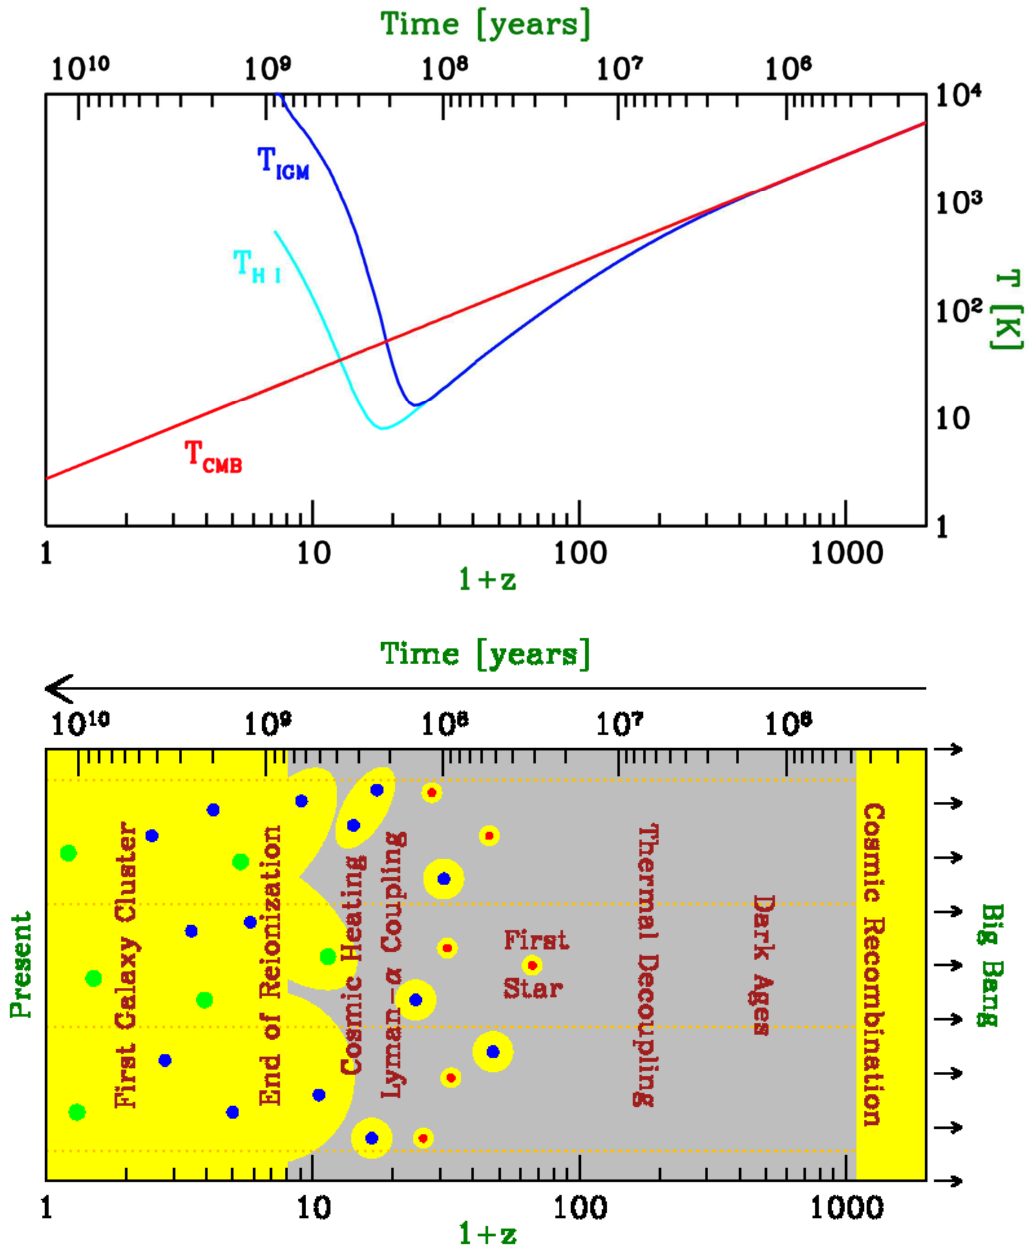 Time [years]
10¹⁰ 10⁹ 10⁸ 10⁷ 10⁶
10⁴
T_IGM
10³
T_H I
T [K]
10²
10
T_CMB
1
1 10 100 1000
1+z
Time [years]
10¹⁰ 10⁹ 10⁸ 10⁷ 10⁶
Present
First Galaxy Cluster
End of Reionization
Cosmic Heating
Lyman-α Coupling
First
Star
Thermal Decoupling
Dark Ages
Cosmic Recombination
Big Bang
1 10 100 1000
1+z